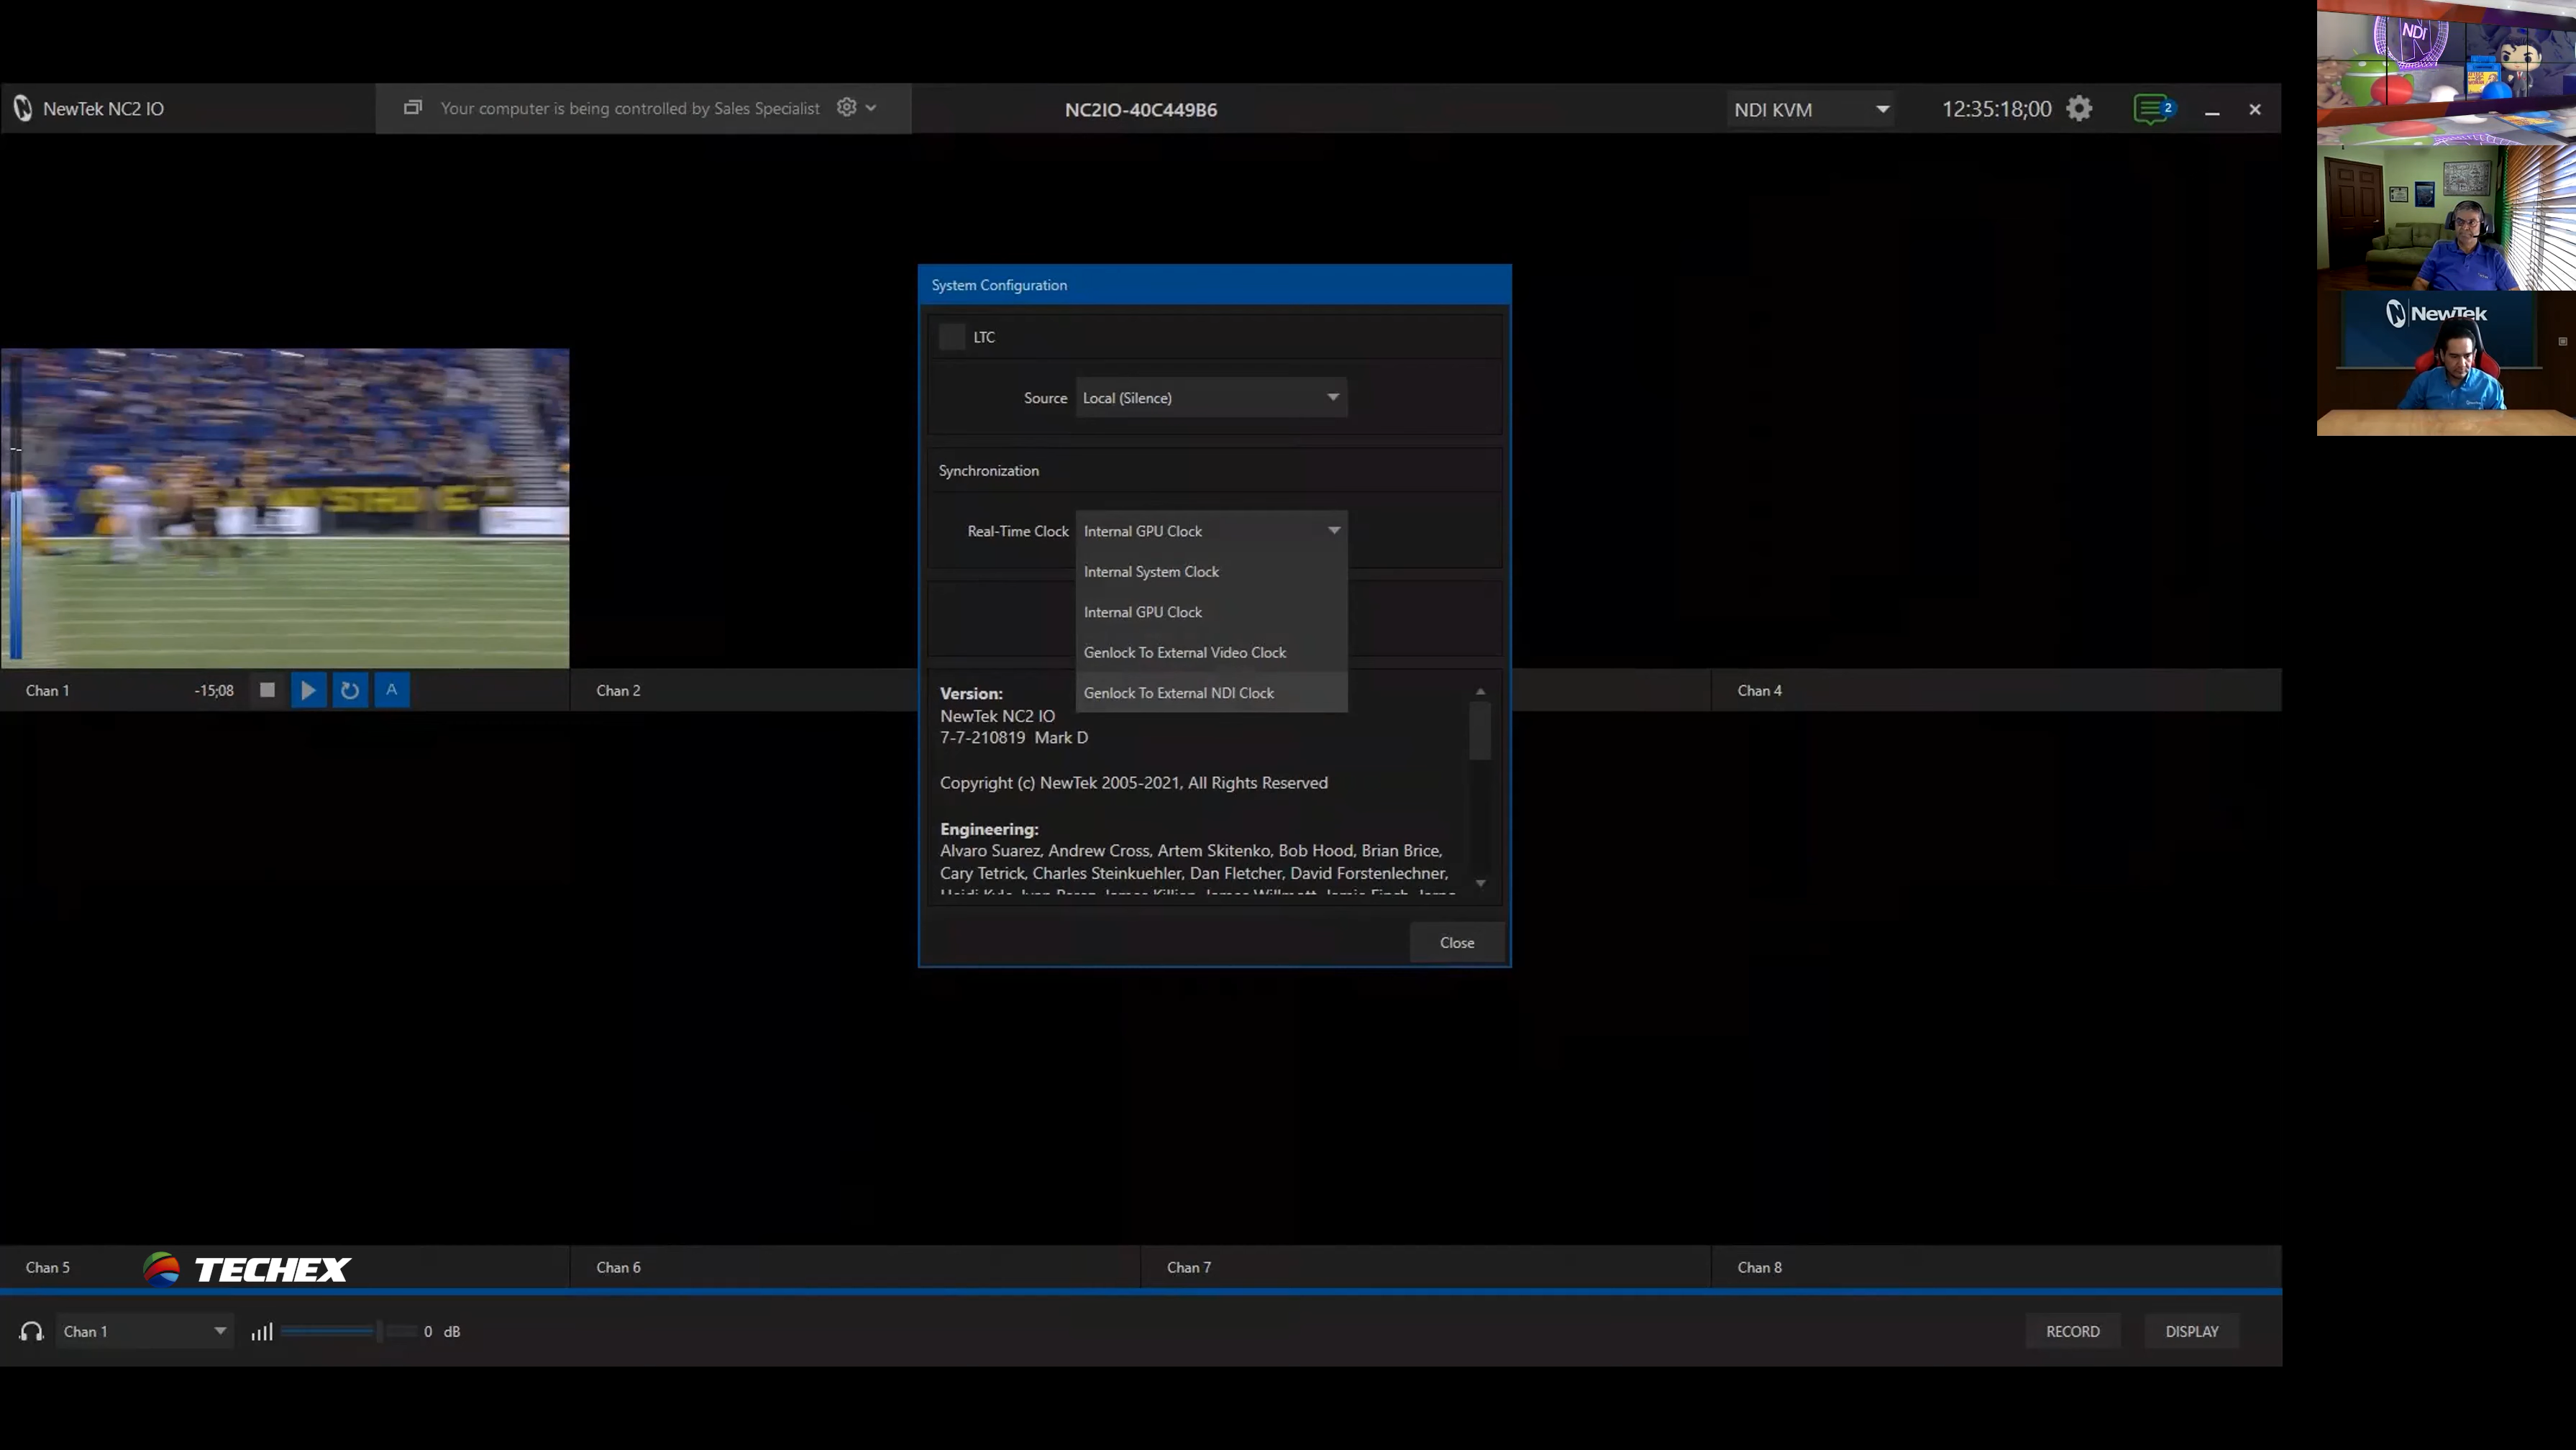 NewTek NC2 IO
Your computer is being controlled by Sales Specialist
NC2IO-40C449B6
NDI KVM
12:35:18;00
2
NDI
NewTek
System Configuration
LTC
Source
Local (Silence)
Synchronization
Real-Time Clock
Internal GPU Clock
Internal System Clock
Internal GPU Clock
Genlock To External Video Clock
Genlock To External NDI Clock
Version:
NewTek NC2 IO
7-7-210819 Mark D
Copyright (c) NewTek 2005-2021, All Rights Reserved
Engineering:
Alvaro Suarez, Andrew Cross, Artem Skitenko, Bob Hood, Brian Brice,
Cary Tetrick, Charles Steinkuehler, Dan Fletcher, David Forstenlechner,
Close
Chan 1
-15;08
A
Chan 2
Chan 4
Chan 5
TECHEX
Chan 6
Chan 7
Chan 8
Chan 1
0 dB
RECORD
DISPLAY